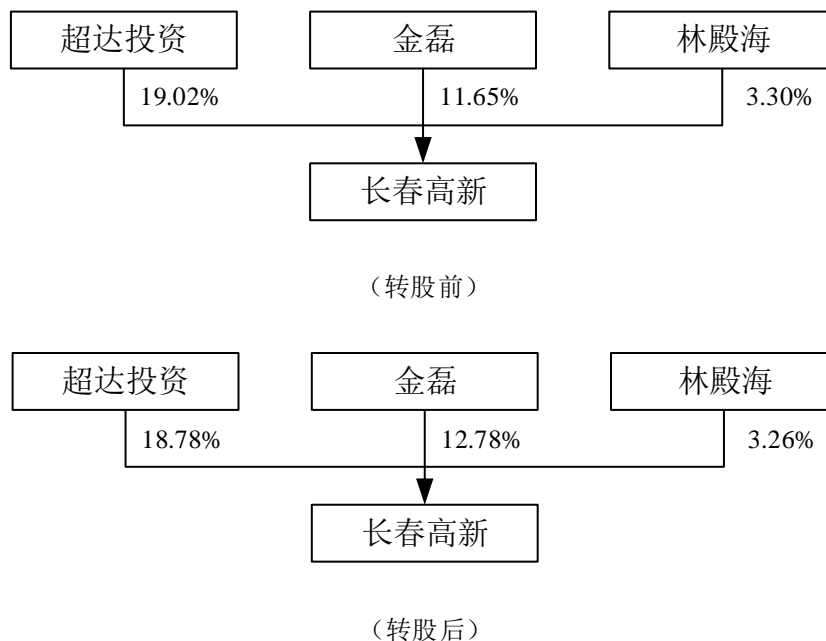 超达投资 金磊 林殿海
19.02% 11.65% 3.30%
长春高新
（转股前）
超达投资 金磊 林殿海
18.78% 12.78% 3.26%
长春高新
（转股后）